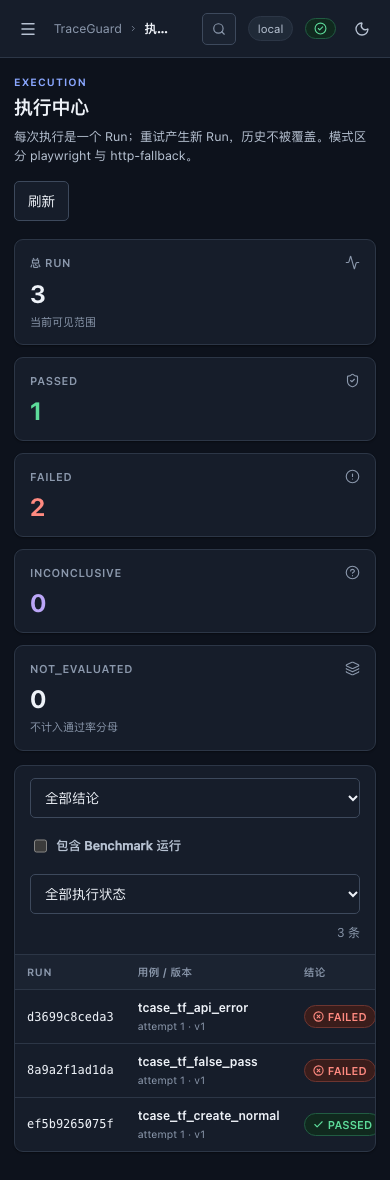 TraceGuard > 执... local
EXECUTION
执行中心
每次执行是一个 Run；重试产生新 Run，历史不被覆盖。模式区
分 playwright 与 http-fallback。
刷新
总 RUN
3
当前可见范围
PASSED
1
FAILED
2
INCONCLUSIVE
0
NOT_EVALUATED
0
不计入通过率分母
全部结论
包含 Benchmark 运行
全部执行状态
3 条
RUN 用例 / 版本 结论
d3699c8ceda3 tcase_tf_api_error FAILED
attempt 1 · v1
8a9a2f1ad1da tcase_tf_false_pass FAILED
attempt 1 · v1
ef5b9265075f tcase_tf_create_normal PASSED
attempt 1 · v1